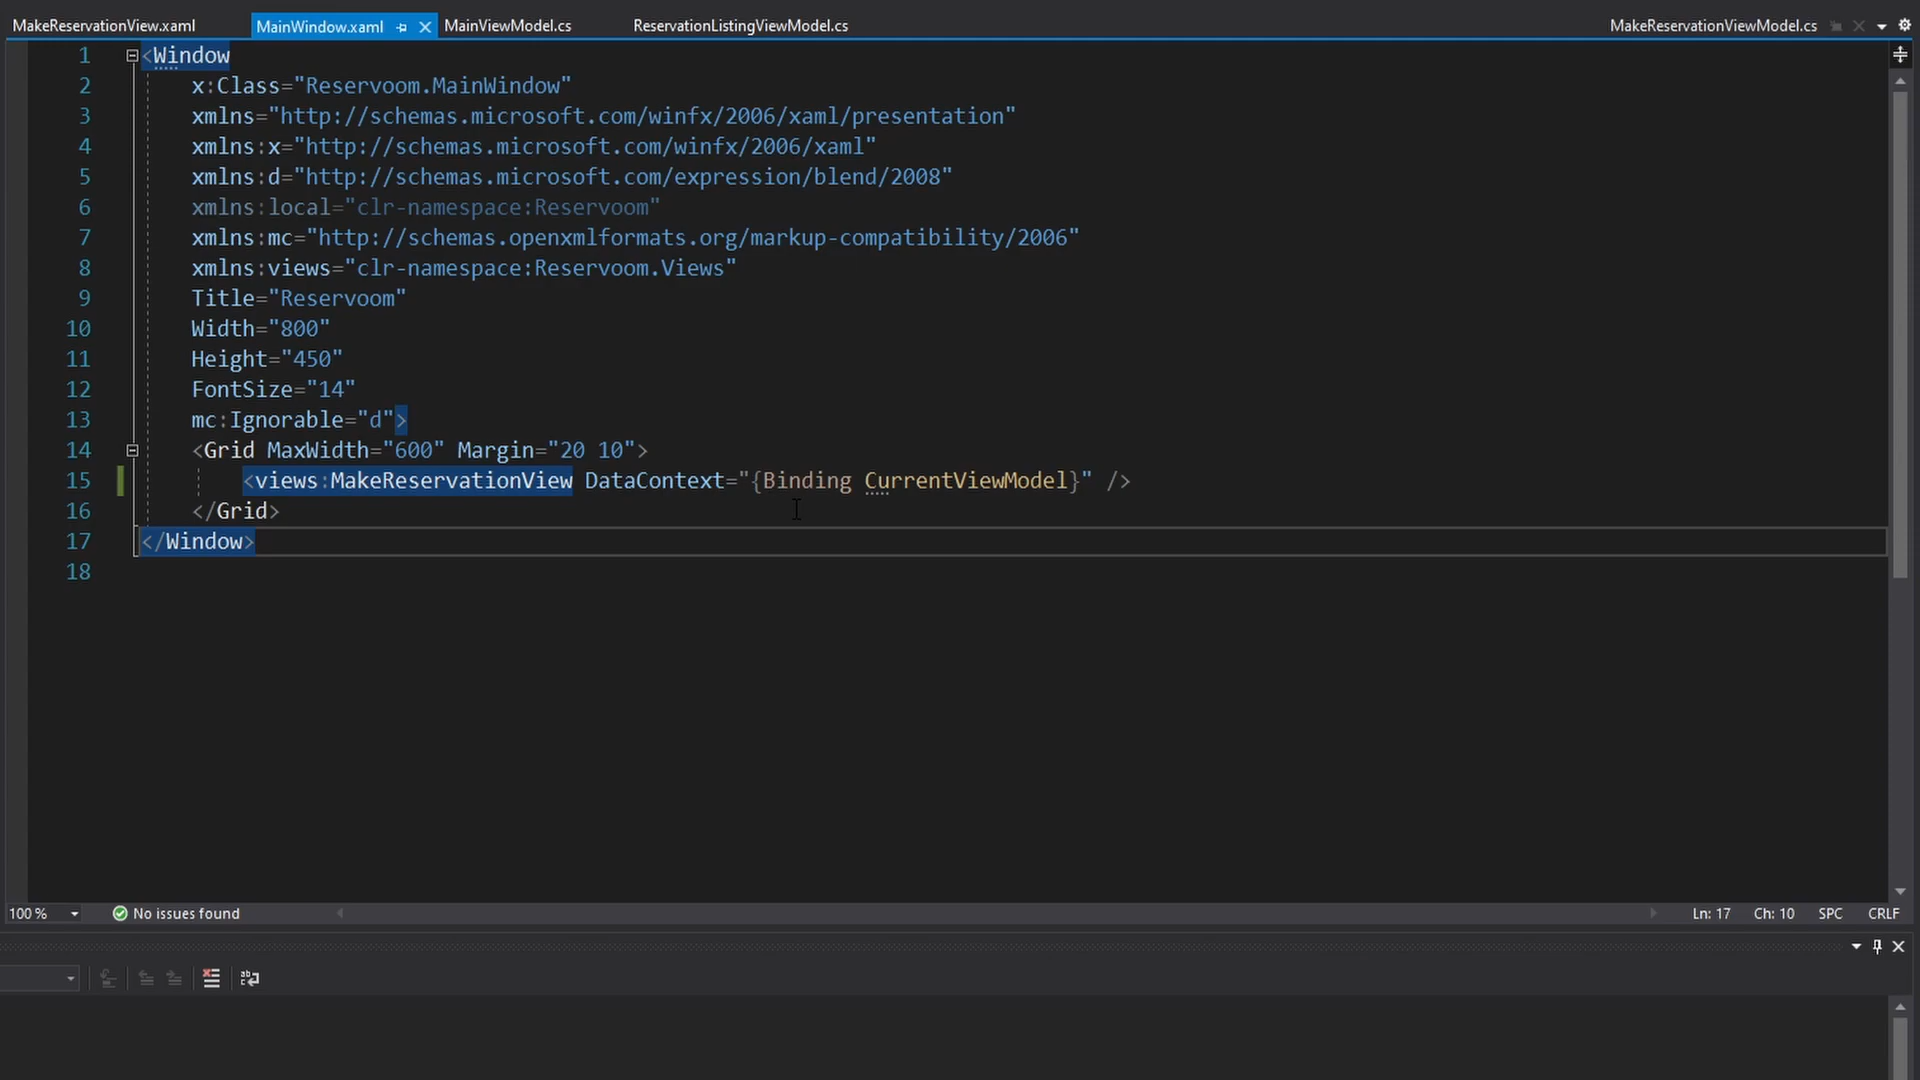 MakeReservationView.xaml MainWindow.xaml MainViewModel.cs ReservationListingViewModel.cs MakeReservationViewModel.cs
1 <Window
2 x:Class="Reservoom.MainWindow"
3 xmlns="http://schemas.microsoft.com/winfx/2006/xaml/presentation"
4 xmlns:x="http://schemas.microsoft.com/winfx/2006/xaml"
5 xmlns:d="http://schemas.microsoft.com/expression/blend/2008"
6 xmlns:local="clr-namespace:Reservoom"
7 xmlns:mc="http://schemas.openxmlformats.org/markup-compatibility/2006"
8 xmlns:views="clr-namespace:Reservoom.Views"
9 Title="Reservoom"
10 Width="800"
11 Height="450"
12 FontSize="14"
13 mc:Ignorable="d">
14 <Grid MaxWidth="600" Margin="20 10">
15 <views:MakeReservationView DataContext="{Binding CurrentViewModel}" />
16 </Grid>
17 </Window>
18
100 % No issues found Ln: 17 Ch: 10 SPC CRLF